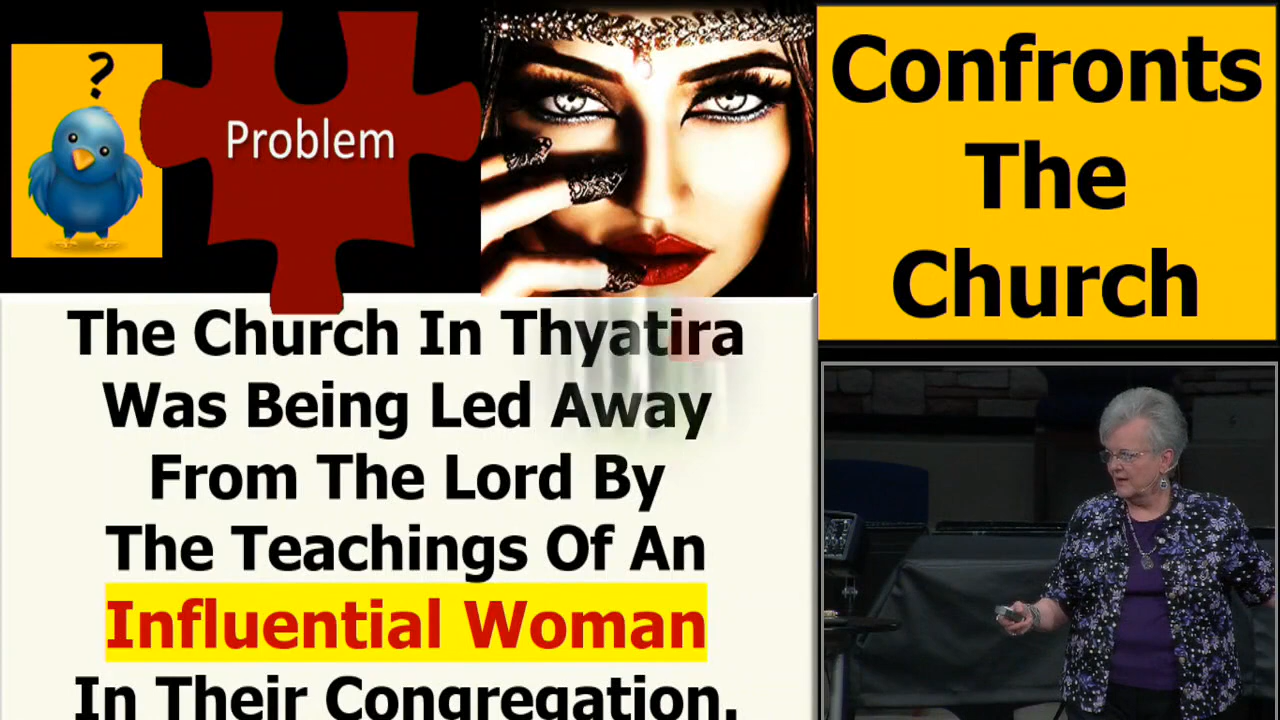 ?
Problem
Confronts
The
Church
The Church In Thyatira
Was Being Led Away
From The Lord By
The Teachings Of An
Influential Woman
In Their Congregation.